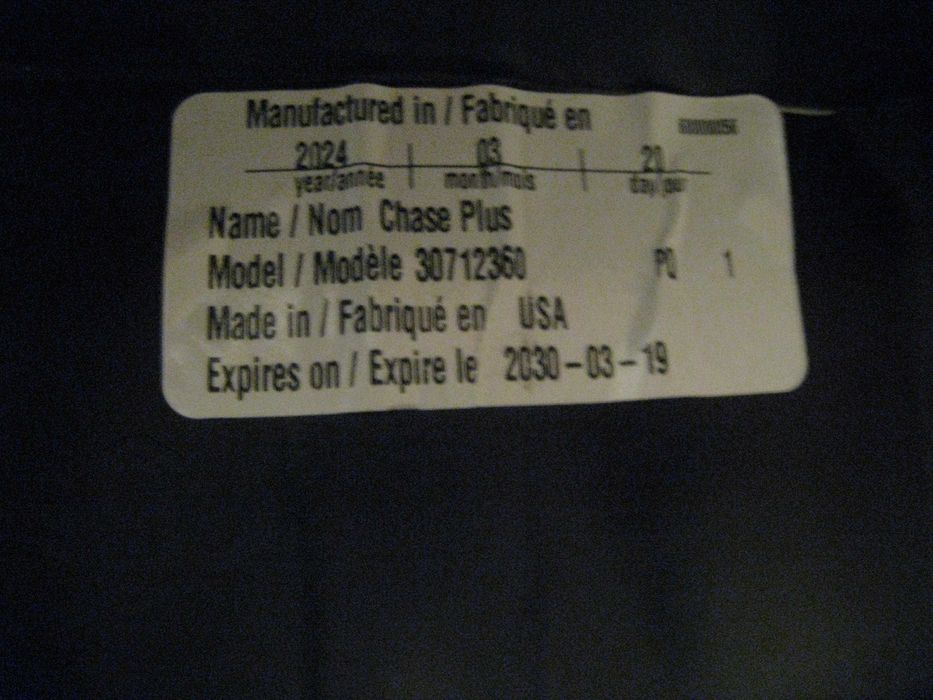 Manufactured in / Fabriqué en
2024 | 03 | 20
year/année | month/mois | day/jour
Name / Nom Chase Plus
Model / Modèle 30712360 PQ 1
Made in / Fabriqué en USA
Expires on / Expire le 2030-03-19